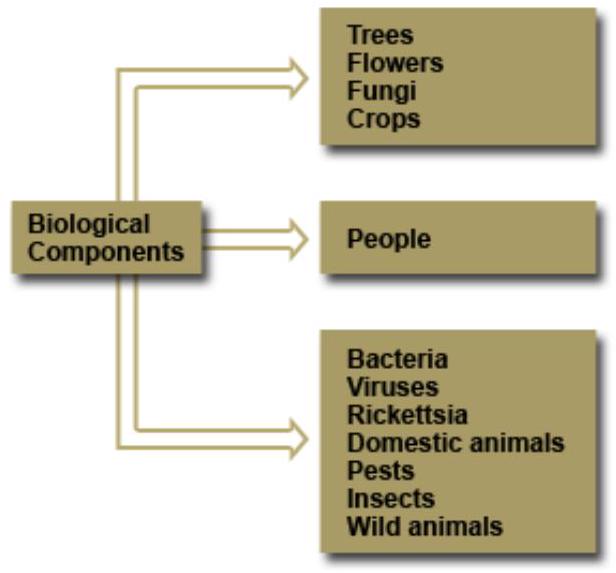 Biological
Components
Trees
Flowers
Fungi
Crops
People
Bacteria
Viruses
Rickettsia
Domestic animals
Pests
Insects
Wild animals